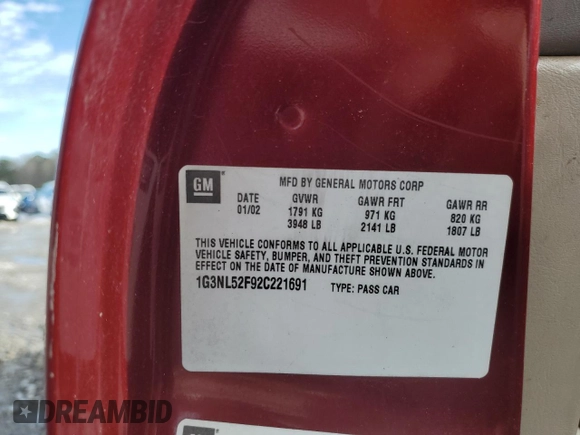 GM
MFD BY GENERAL MOTORS CORP
DATE GVWR GAWR FRT GAWR RR
01/02 1791 KG 971 KG 820 KG
3948 LB 2141 LB 1807 LB
THIS VEHICLE CONFORMS TO ALL APPLICABLE U.S. FEDERAL MOTOR
VEHICLE SAFETY, BUMPER, AND THEFT PREVENTION STANDARDS IN
EFFECT ON THE DATE OF MANUFACTURE SHOWN ABOVE.
1G3NL52F92C221691 TYPE: PASS CAR
DREAMBID
GM